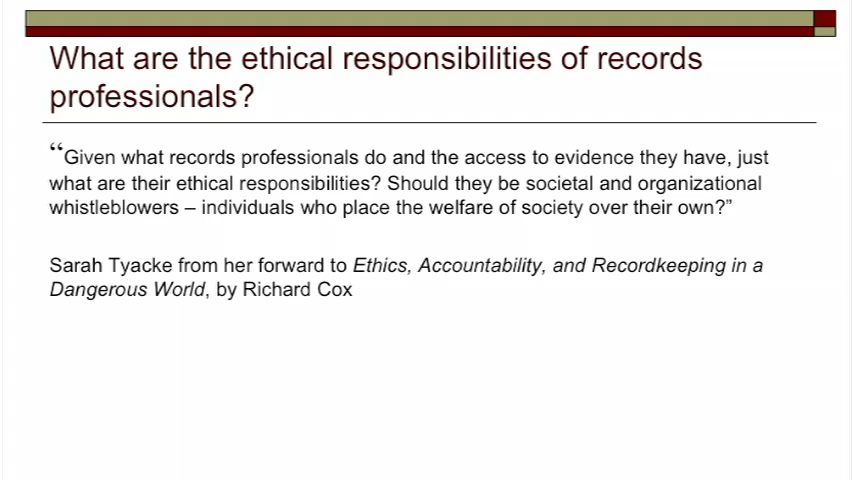 What are the ethical responsibilities of records
professionals?
“Given what records professionals do and the access to evidence they have, just
what are their ethical responsibilities? Should they be societal and organizational
whistleblowers – individuals who place the welfare of society over their own?”
Sarah Tyacke from her forward to Ethics, Accountability, and Recordkeeping in a
Dangerous World, by Richard Cox